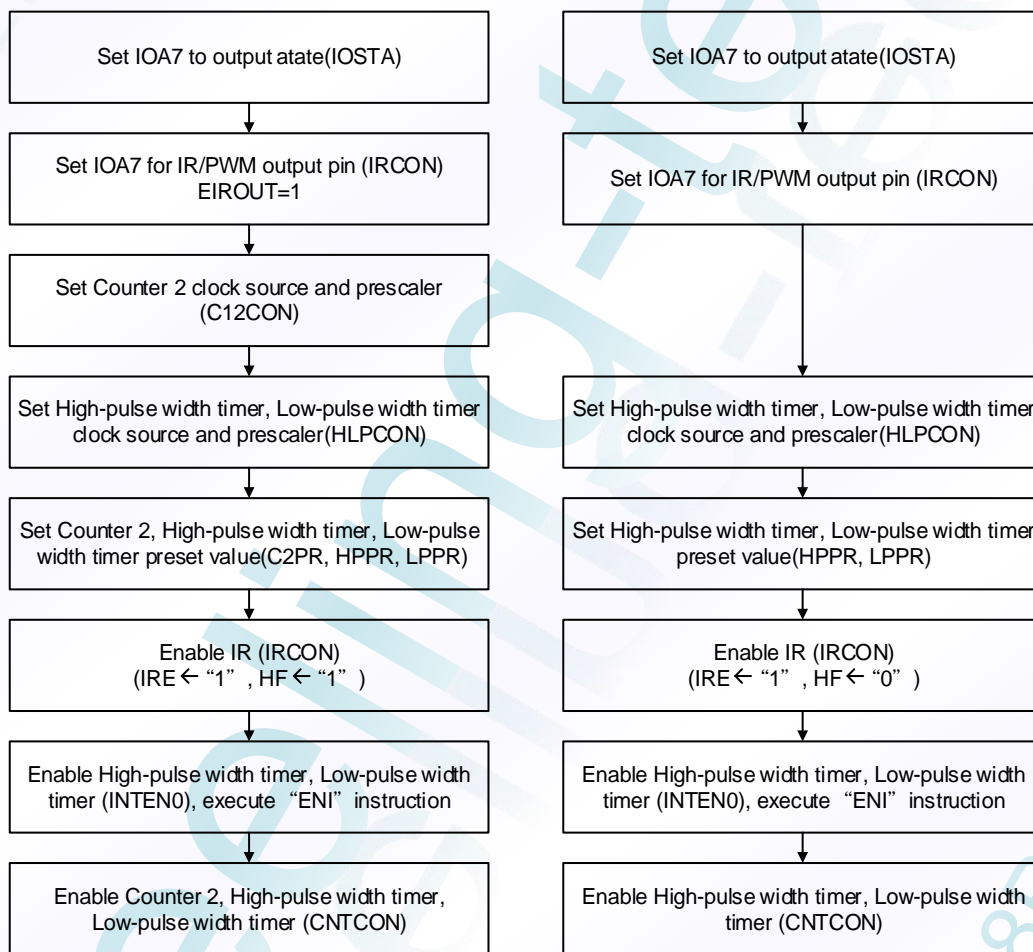 Set IOA7 to output atate(IOSTA)
Set IOA7 for IR/PWM output pin (IRCON)
EIROUT=1
Set Counter 2 clock source and prescaler
(C12CON)
Set High-pulse width timer, Low-pulse width timer
clock source and prescaler(HLPCON)
Set Counter 2, High-pulse width timer, Low-pulse
width timer preset value(C2PR, HPPR, LPPR)
Enable IR (IRCON)
(IRE← “1” , HF← “1” )
Enable High-pulse width timer, Low-pulse width
timer (INTEN0), execute “ENI” instruction
Enable Counter 2, High-pulse width timer,
Low-pulse width timer (CNTCON)
Set IOA7 to output atate(IOSTA)
Set IOA7 for IR/PWM output pin (IRCON)
Set High-pulse width timer, Low-pulse width timer
clock source and prescaler(HLPCON)
Set High-pulse width timer, Low-pulse width timer
preset value(HPPR, LPPR)
Enable IR (IRCON)
(IRE← “1” , HF← “0” )
Enable High-pulse width timer, Low-pulse width
timer (INTEN0), execute “ENI” instruction
Enable High-pulse width timer, Low-pulse width
timer (CNTCON)